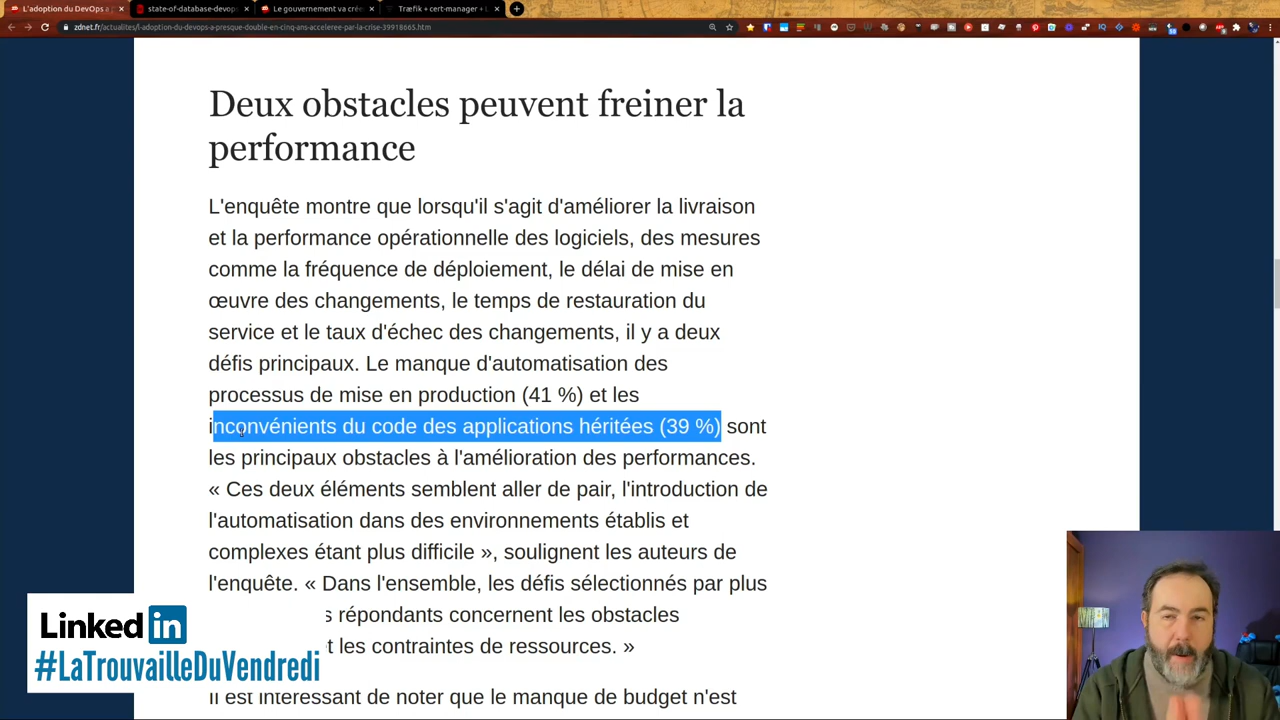 L'adoption du DevOps a
state-of-database-devop
Le gouvernement va crée
Træfik + cert-manager + L
zdnet.fr/actualites/l-adoption-du-devops-a-presque-double-en-cinq-ans-acceleree-par-la-crise-39918665.htm
Deux obstacles peuvent freiner la
performance
L'enquête montre que lorsqu'il s'agit d'améliorer la livraison
et la performance opérationnelle des logiciels, des mesures
comme la fréquence de déploiement, le délai de mise en
œuvre des changements, le temps de restauration du
service et le taux d'échec des changements, il y a deux
défis principaux. Le manque d'automatisation des
processus de mise en production (41 %) et les
inconvénients du code des applications héritées (39 %) sont
les principaux obstacles à l'amélioration des performances.
« Ces deux éléments semblent aller de pair, l'introduction de
l'automatisation dans des environnements établis et
complexes étant plus difficile », soulignent les auteurs de
l'enquête. « Dans l'ensemble, les défis sélectionnés par plus
s répondants concernent les obstacles
t les contraintes de ressources. »
Il est intéressant de noter que le manque de budget n'est
Linked in
#LaTrouvailleDuVendredi